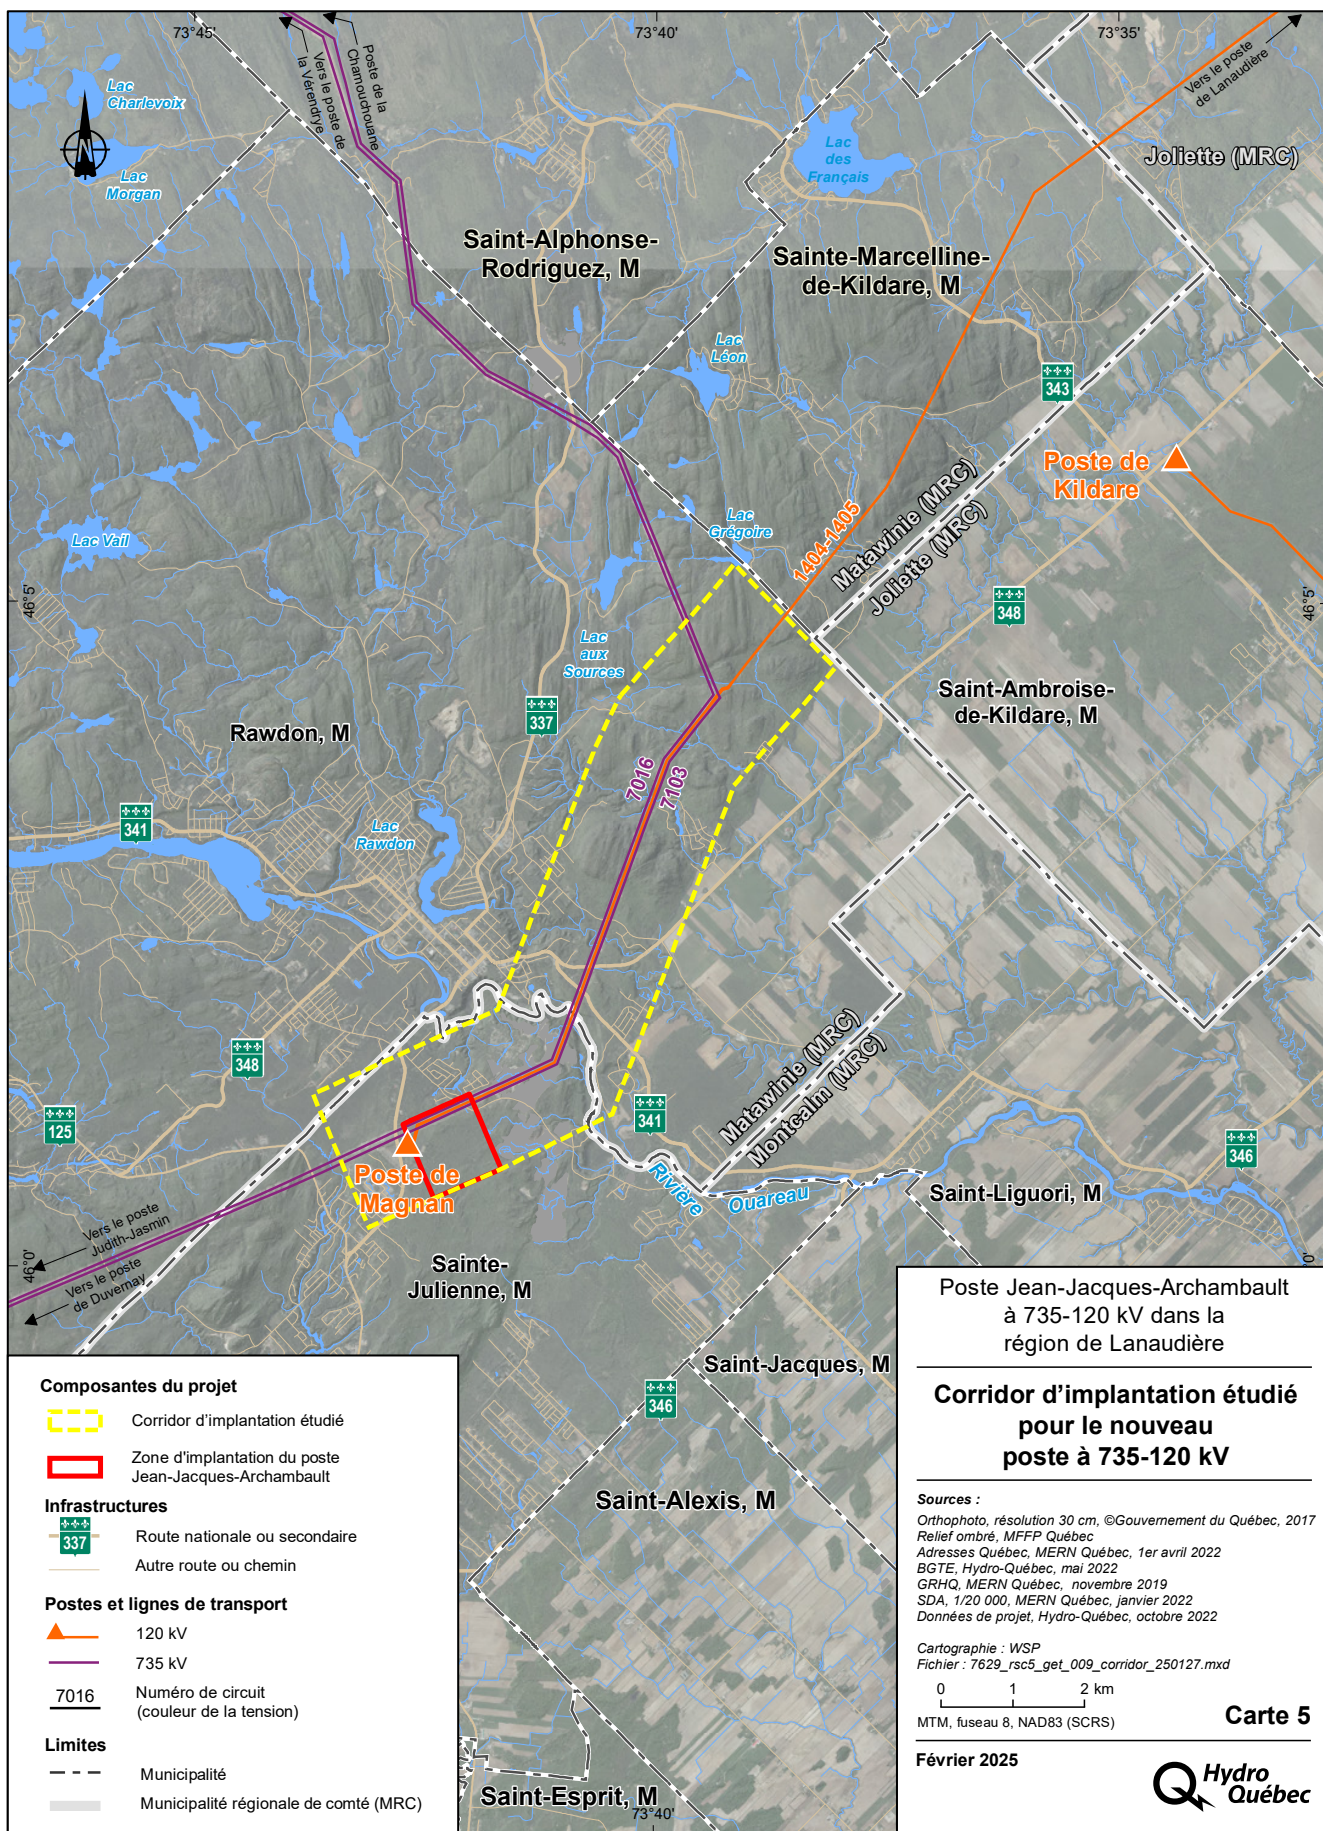 73°45'
73°40'
73°35'
Vers le poste de
la Vérendrye
Poste de la
Chamouchouane
Vers le poste
de Lanaudière
Lac
Charlevoix
N
Lac
Morgan
Lac
des
Français
Joliette (MRC)
Saint-Alphonse-
Rodriguez, M
Sainte-Marcelline-
de-Kildare, M
Lac
Léon
343
Poste de
Kildare
Matawinie (MRC)
Joliette (MRC)
Lac
Grégoire
1404-1405
Lac Vail
46°5'
46°5'
348
Lac
aux
Sources
337
Saint-Ambroise-
de-Kildare, M
Rawdon, M
7016
7103
341
Lac
Rawdon
Matawinie (MRC)
Montcalm (MRC)
348
125
341
346
Poste de
Magnan
Rivière
Ouareau
Saint-Liguori, M
Vers le poste
Judith-Jasmin
Vers le poste
de Duvernay
46°0'
Sainte-
Julienne, M
Saint-Jacques, M
346
Saint-Alexis, M
Saint-Esprit, M
73°40'
Composantes du projet
Corridor d'implantation étudié
Zone d'implantation du poste
Jean-Jacques-Archambault
Infrastructures
337
Route nationale ou secondaire
Autre route ou chemin
Postes et lignes de transport
120 kV
735 kV
7016
Numéro de circuit
(couleur de la tension)
Limites
Municipalité
Municipalité régionale de comté (MRC)
Poste Jean-Jacques-Archambault
à 735-120 kV dans la
région de Lanaudière
Corridor d'implantation étudié
pour le nouveau
poste à 735-120 kV
Sources :
Orthophoto, résolution 30 cm, ©Gouvernement du Québec, 2017
Relief ombré, MFFP Québec
Adresses Québec, MERN Québec, 1er avril 2022
BGTE, Hydro-Québec, mai 2022
GRHQ, MERN Québec, novembre 2019
SDA, 1/20 000, MERN Québec, janvier 2022
Données de projet, Hydro-Québec, octobre 2022
Cartographie : WSP
Fichier : 7629_rsc5_get_009_corridor_250127.mxd
0 1 2 km
MTM, fuseau 8, NAD83 (SCRS)
Carte 5
Février 2025
Hydro
Québec